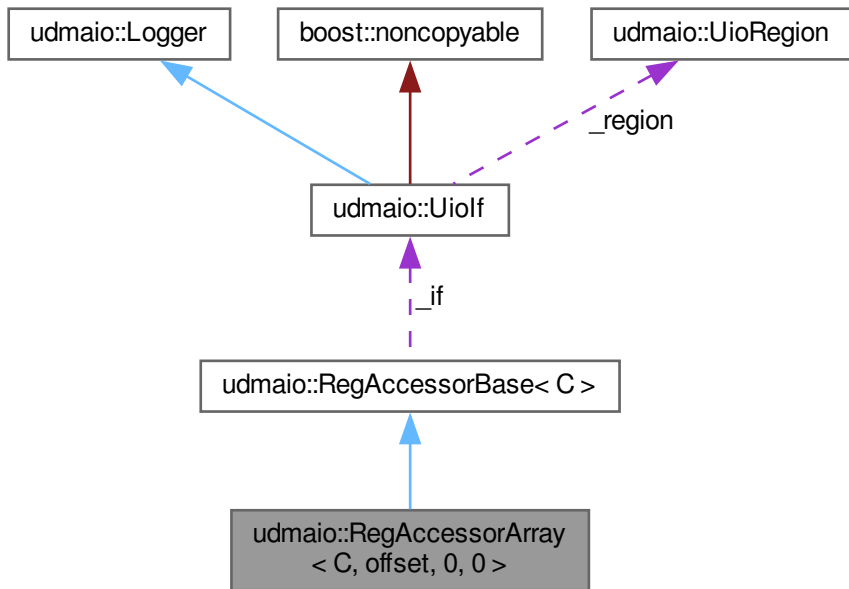 udmaio::Logger
boost::noncopyable
udmaio::UioRegion
_region
udmaio::UioIf
_if
udmaio::RegAccessorBase< C >
udmaio::RegAccessorArray
< C, offset, 0, 0 >